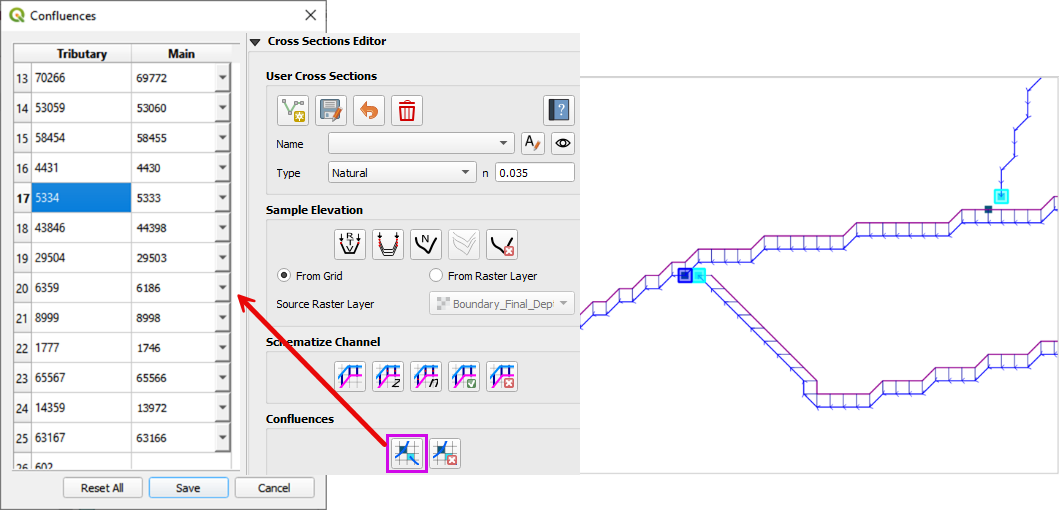 Confluences
Tributary Main
13 70266 69772
14 53059 53060
15 58454 58455
16 4431 4430
17 5334 5333
18 43846 44398
19 29504 29503
20 6359 6186
21 8999 8998
22 1777 1746
23 65567 65566
24 14359 13972
25 63167 63166
26 602
Reset All Save Cancel
Cross Sections Editor
User Cross Sections
?
Name A
Type Natural n 0.035
Sample Elevation
R T V N
From Grid From Raster Layer
Source Raster Layer Boundary_Final_Dep
Schematize Channel
z n
Confluences